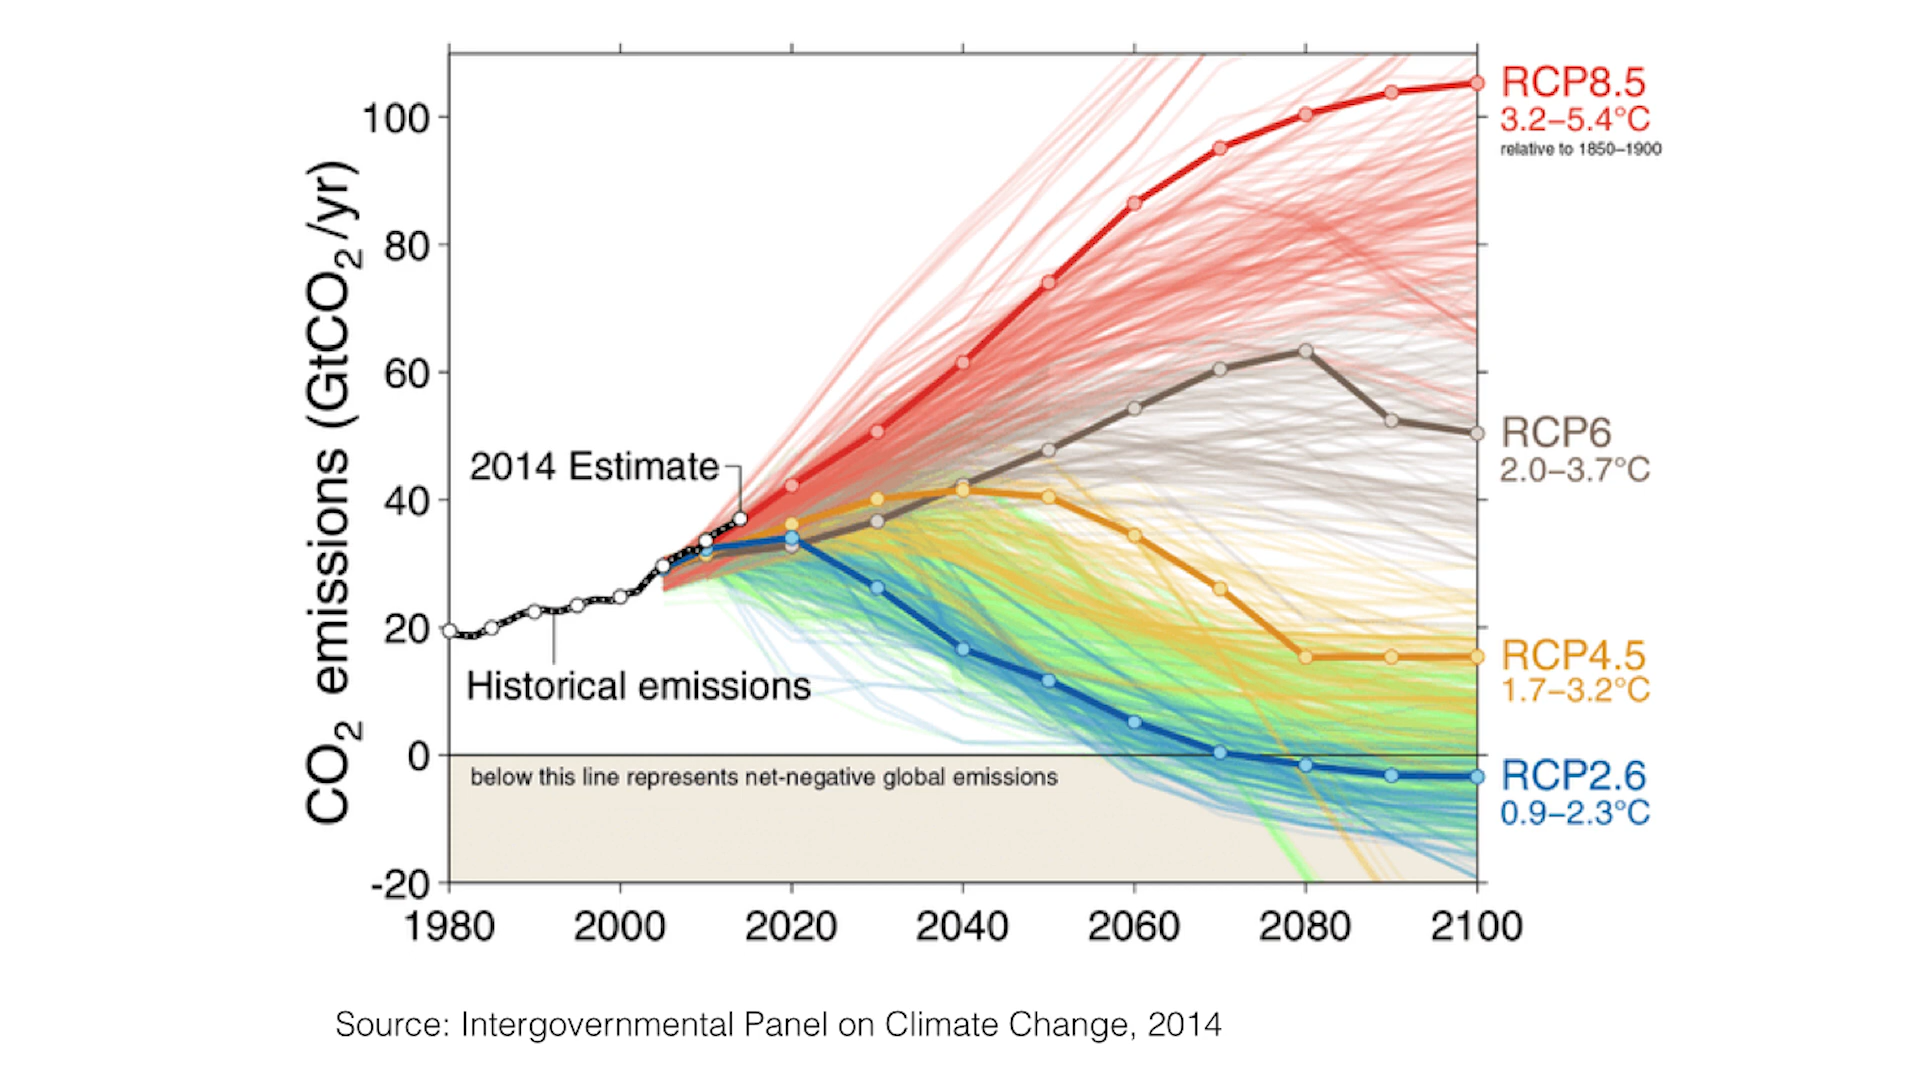 CO₂ emissions (GtCO₂/yr)
100
80
60
40
20
0
-20
1980
2000
2020
2040
2060
2080
2100
2014 Estimate
Historical emissions
below this line represents net-negative global emissions
RCP8.5
3.2–5.4°C
relative to 1850–1900
RCP6
2.0–3.7°C
RCP4.5
1.7–3.2°C
RCP2.6
0.9–2.3°C
Source: Intergovernmental Panel on Climate Change, 2014